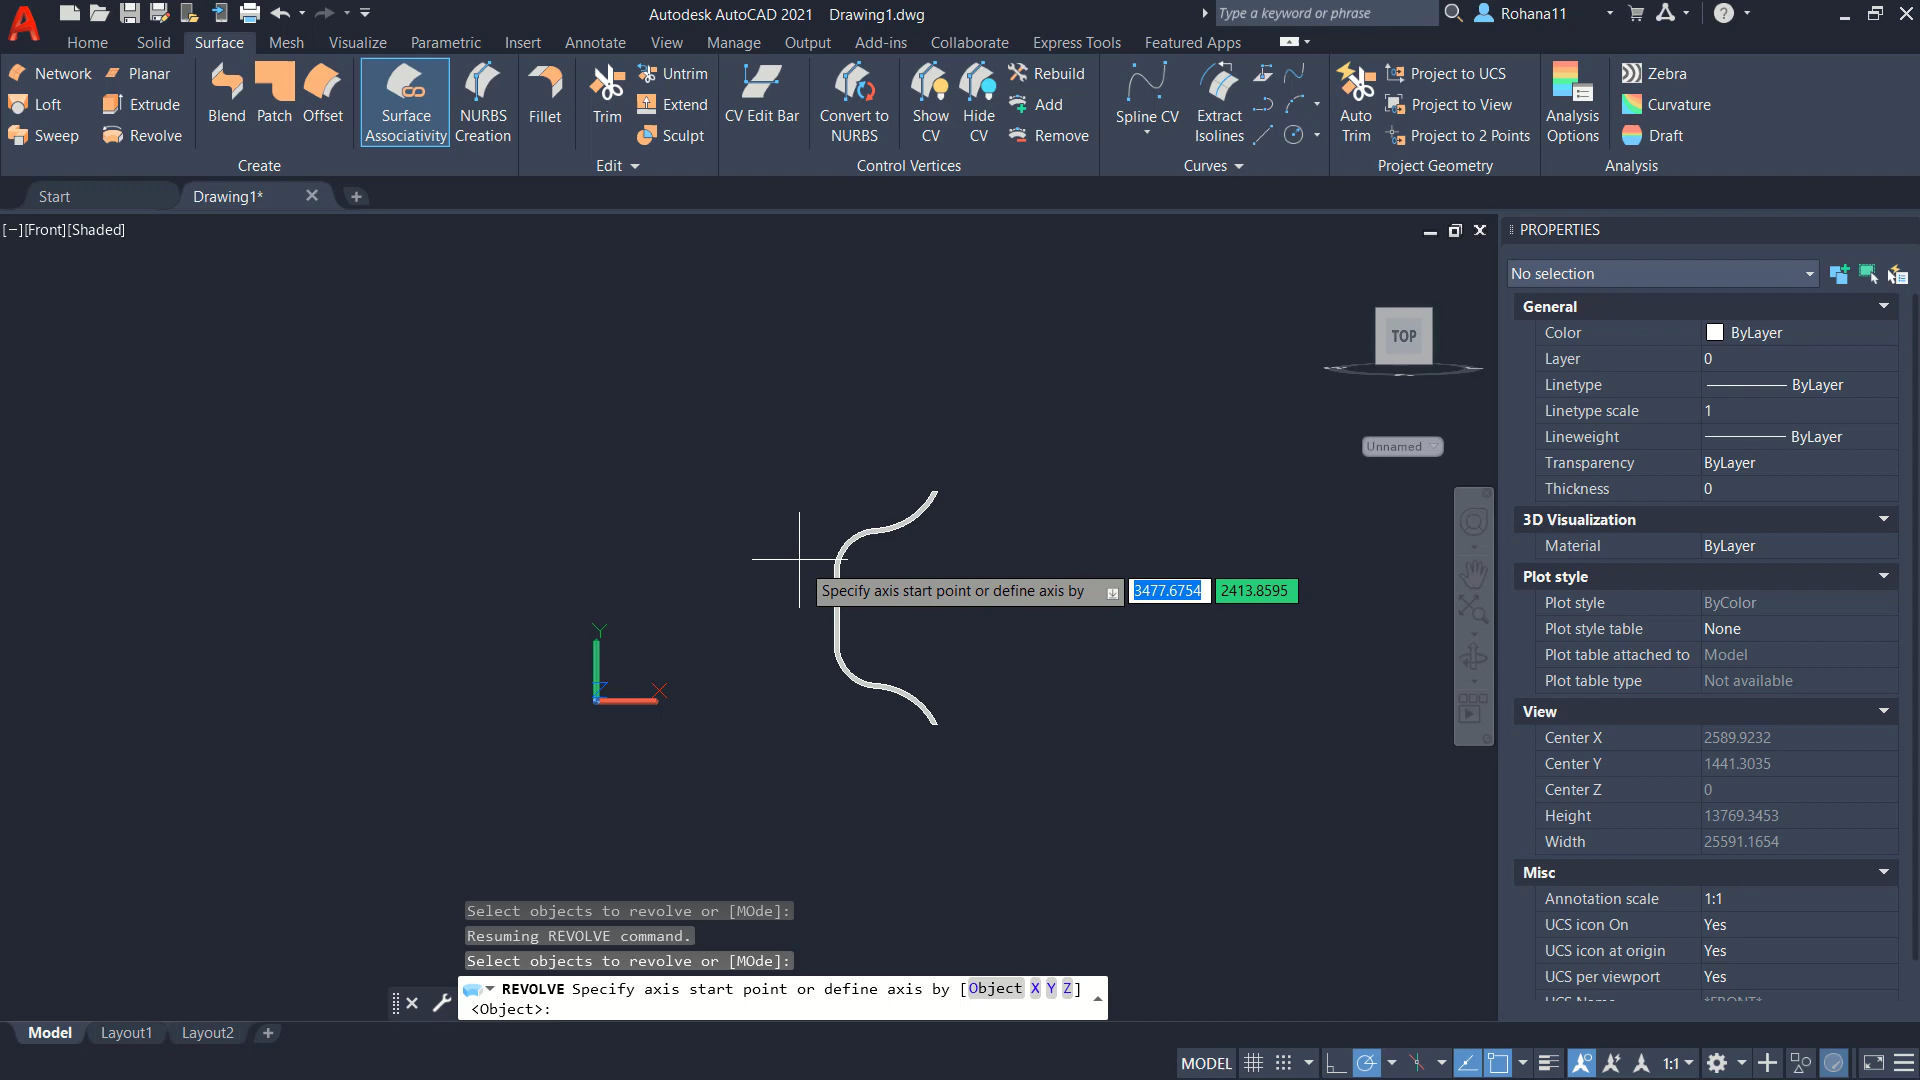 Autodesk AutoCAD 2021 Drawing1.dwg
Type a keyword or phrase
Rohana11
Home Solid Surface Mesh Visualize Parametric Insert Annotate View Manage Output Add-ins Collaborate Express Tools Featured Apps
Network
Planar
Loft
Extrude
Sweep
Revolve
Blend
Patch
Offset
Surface
Associativity
NURBS
Creation
Create
Fillet
Trim
Untrim
Extend
Sculpt
Edit
CV Edit Bar
Convert to
NURBS
Show
CV
Hide
CV
Rebuild
Add
Remove
Control Vertices
Spline CV
Extract
Isolines
Curves
Auto
Trim
Project to UCS
Project to View
Project to 2 Points
Project Geometry
Analysis
Options
Zebra
Curvature
Draft
Analysis
Start
Drawing1*
[−][Front][Shaded]
TOP
Unnamed
Specify axis start point or define axis by
3477.6754
2413.8595
Y
Z
X
PROPERTIES
No selection
General
Color ByLayer
Layer 0
Linetype ByLayer
Linetype scale 1
Lineweight ByLayer
Transparency ByLayer
Thickness 0
3D Visualization
Material ByLayer
Plot style
Plot style ByColor
Plot style table None
Plot table attached to Model
Plot table type Not available
View
Center X 2589.9232
Center Y 1441.3035
Center Z 0
Height 13769.3453
Width 25591.1654
Misc
Annotation scale 1:1
UCS icon On Yes
UCS icon at origin Yes
UCS per viewport Yes
UCS Name *FRONT*
Select objects to revolve or [MOde]:
Resuming REVOLVE command.
Select objects to revolve or [MOde]:
REVOLVE Specify axis start point or define axis by [Object X Y Z]
<Object>:
Model Layout1 Layout2
MODEL
1:1